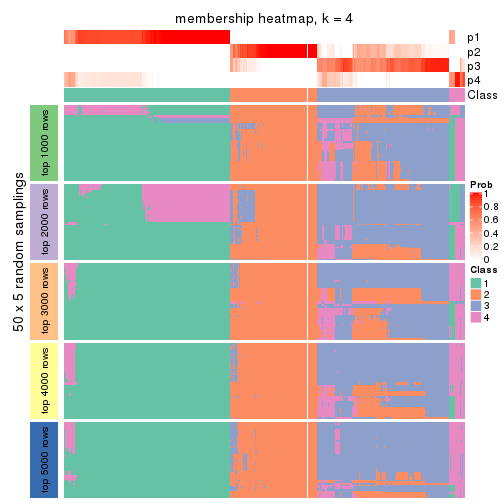 membership heatmap, k = 4
p1
p2
p3
p4
Class
50 x 5 random samplings
top 1000 rows
top 2000 rows
top 3000 rows
top 4000 rows
top 5000 rows
Prob
1
0.8
0.6
0.4
0.2
0
Class
1
2
3
4